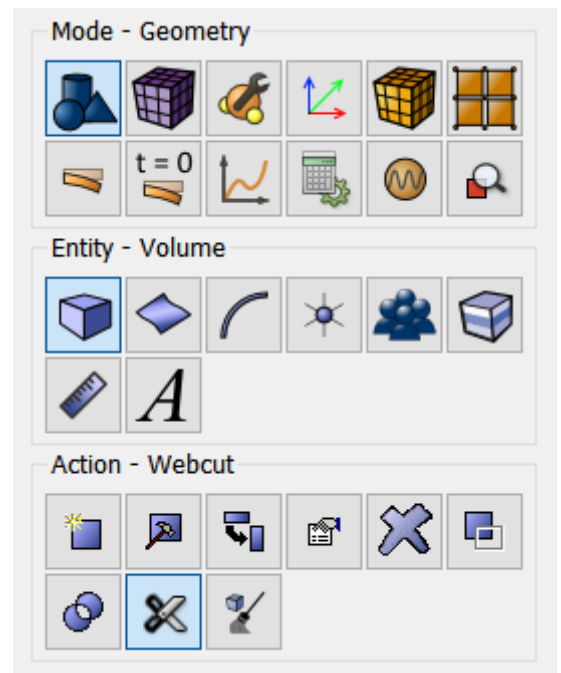 Mode - Geometry
t = 0
Entity - Volume
A
Action - Webcut